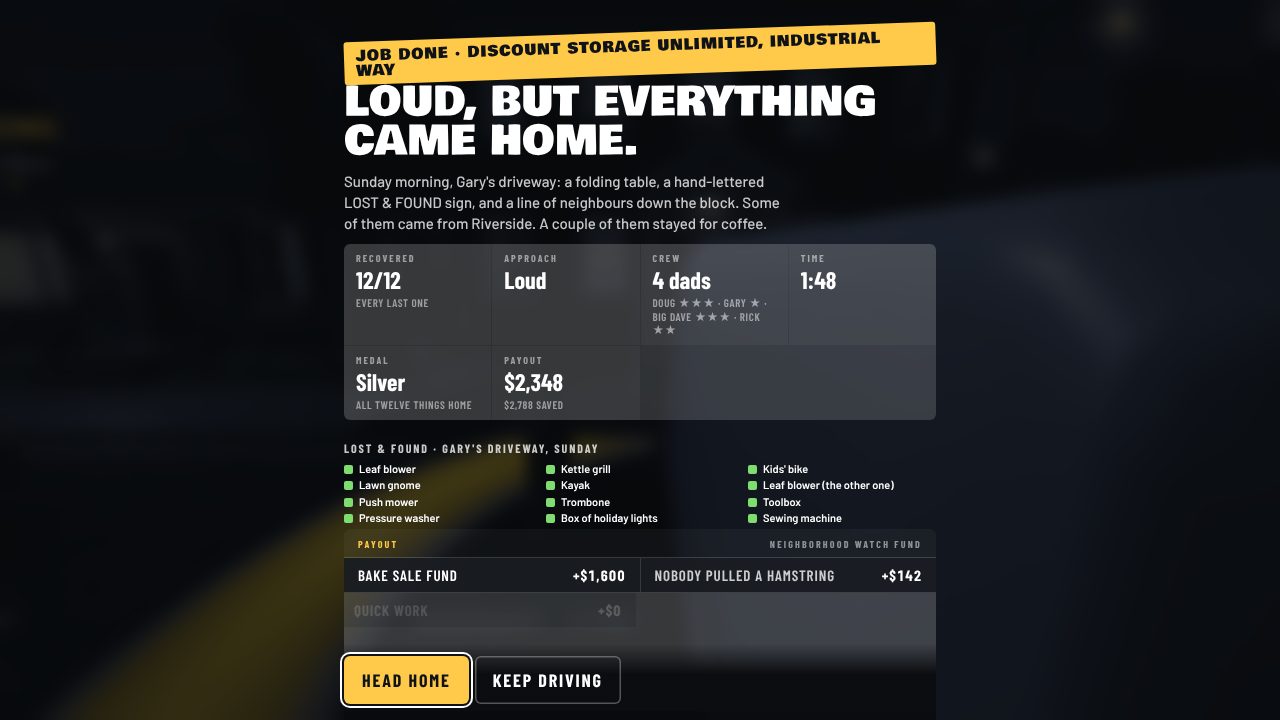 JOB DONE · DISCOUNT STORAGE UNLIMITED, INDUSTRIAL
WAY
LOUD, BUT EVERYTHING
CAME HOME.
Sunday morning, Gary's driveway: a folding table, a hand-lettered
LOST & FOUND sign, and a line of neighbours down the block. Some
of them came from Riverside. A couple of them stayed for coffee.
RECOVERED
12/12
EVERY LAST ONE
APPROACH
Loud
CREW
4 dads
DOUG ★★★ · GARY ★ ·
BIG DAVE ★★★ · RICK
★★
TIME
1:48
MEDAL
Silver
ALL TWELVE THINGS HOME
PAYOUT
$2,348
$2,788 SAVED
LOST & FOUND · GARY'S DRIVEWAY, SUNDAY
Leaf blower
Kettle grill
Kids' bike
Lawn gnome
Kayak
Leaf blower (the other one)
Push mower
Trombone
Toolbox
Pressure washer
Box of holiday lights
Sewing machine
PAYOUT
NEIGHBORHOOD WATCH FUND
BAKE SALE FUND +$1,600
NOBODY PULLED A HAMSTRING +$142
QUICK WORK +$0
HEAD HOME
KEEP DRIVING